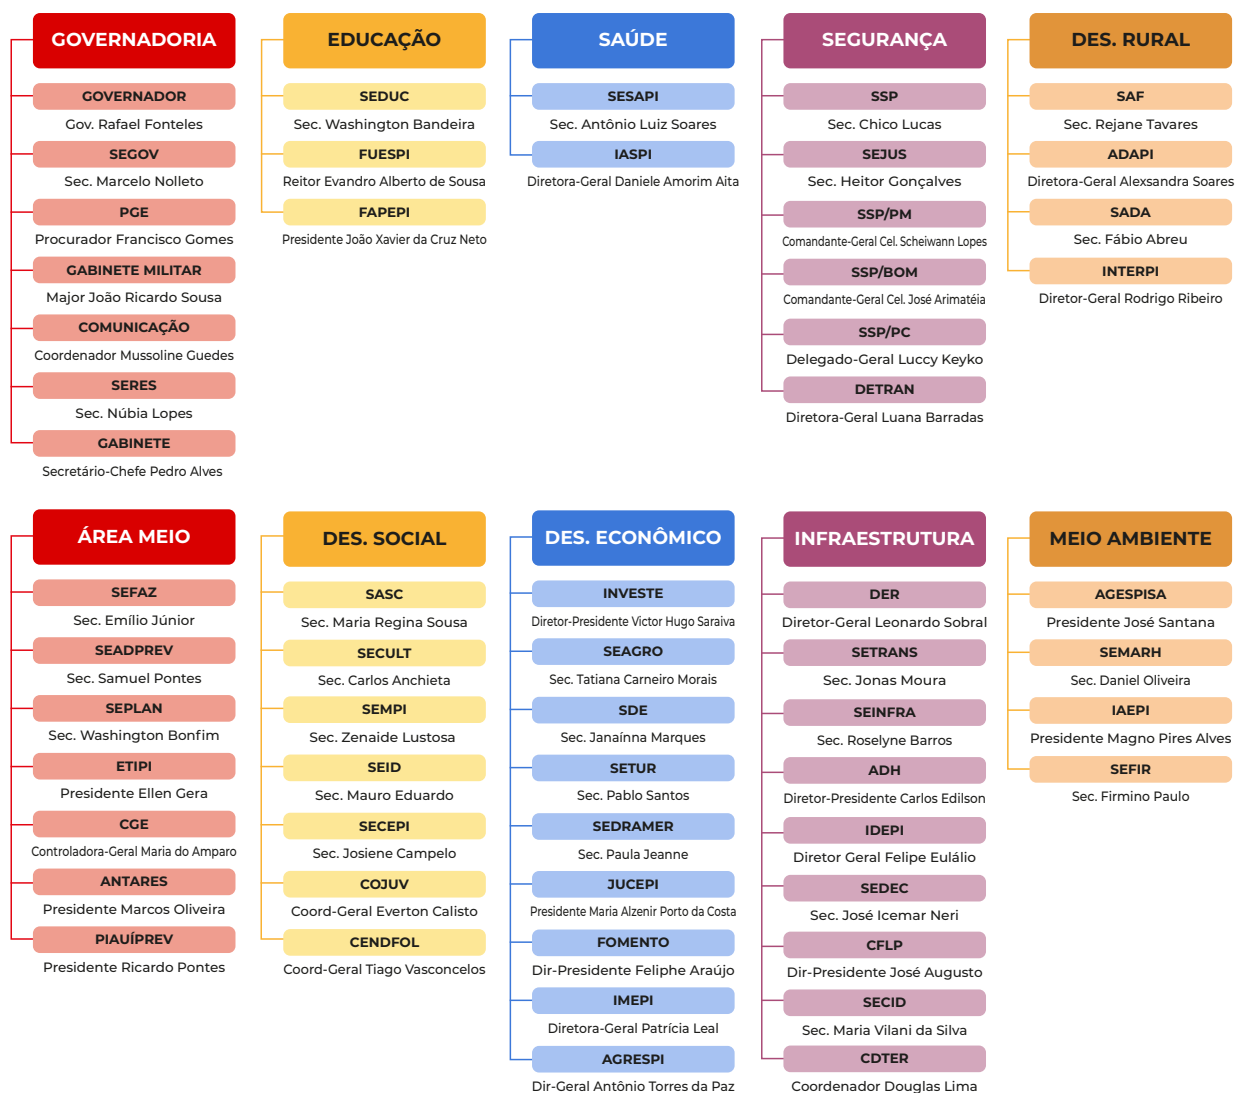 GOVERNADORIA
GOVERNADOR
Gov. Rafael Fonteles
SEGOV
Sec. Marcelo Nolleto
PGE
Procurador Francisco Gomes
GABINETE MILITAR
Major João Ricardo Sousa
COMUNICAÇÃO
Coordenador Mussoline Guedes
SERES
Sec. Núbia Lopes
GABINETE
Secretário-Chefe Pedro Alves
EDUCAÇÃO
SEDUC
Sec. Washington Bandeira
FUESPI
Reitor Evandro Alberto de Sousa
FAPEPI
Presidente João Xavier da Cruz Neto
SAÚDE
SESAPI
Sec. Antônio Luiz Soares
IASPI
Diretora-Geral Daniele Amorim Aita
SEGURANÇA
SSP
Sec. Chico Lucas
SEJUS
Sec. Heitor Gonçalves
SSP/PM
Comandante-Geral Cel. Scheiwann Lopes
SSP/BOM
Comandante-Geral Cel. José Arimatéia
SSP/PC
Delegado-Geral Luccy Keyko
DETRAN
Diretora-Geral Luana Barradas
DES. RURAL
SAF
Sec. Rejane Tavares
ADAPI
Diretora-Geral Alexsandra Soares
SADA
Sec. Fábio Abreu
INTERPI
Diretor-Geral Rodrigo Ribeiro
ÁREA MEIO
SEFAZ
Sec. Emílio Júnior
SEADPREV
Sec. Samuel Pontes
SEPLAN
Sec. Washington Bonfim
ETIPI
Presidente Ellen Gera
CGE
Controladora-Geral Maria do Amparo
ANTARES
Presidente Marcos Oliveira
PIAUÍPREV
Presidente Ricardo Pontes
DES. SOCIAL
SASC
Sec. Maria Regina Sousa
SECULT
Sec. Carlos Anchieta
SEMPI
Sec. Zenaide Lustosa
SEID
Sec. Mauro Eduardo
SECEPI
Sec. Josiene Campelo
COJUV
Coord-Geral Everton Calisto
CENDFOL
Coord-Geral Tiago Vasconcelos
DES. ECONÔMICO
INVESTE
Diretor-Presidente Victor Hugo Saraiva
SEAGRO
Sec. Tatiana Carneiro Morais
SDE
Sec. Janaínna Marques
SETUR
Sec. Pablo Santos
SEDRAMER
Sec. Paula Jeanne
JUCEPI
Presidente Maria Alzenir Porto da Costa
FOMENTO
Dir-Presidente Feliphe Araújo
IMEPI
Diretora-Geral Patrícia Leal
AGRESPI
Dir-Geral Antônio Torres da Paz
INFRAESTRUTURA
DER
Diretor-Geral Leonardo Sobral
SETRANS
Sec. Jonas Moura
SEINFRA
Sec. Roselyne Barros
ADH
Diretor-Presidente Carlos Edilson
IDEPI
Diretor Geral Felipe Eulálio
SEDEC
Sec. José Icemar Neri
CFLP
Dir-Presidente José Augusto
SECID
Sec. Maria Vilani da Silva
CDTER
Coordenador Douglas Lima
MEIO AMBIENTE
AGESPISA
Presidente José Santana
SEMARH
Sec. Daniel Oliveira
IAEPI
Presidente Magno Pires Alves
SEFIR
Sec. Firmino Paulo